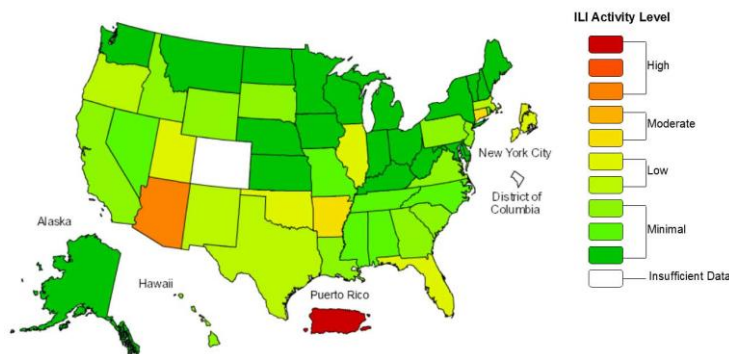 ILI Activity Level
High
Moderate
Low
Minimal
Insufficient Data
New York City
District of
Columbia
Alaska
Hawaii
Puerto Rico